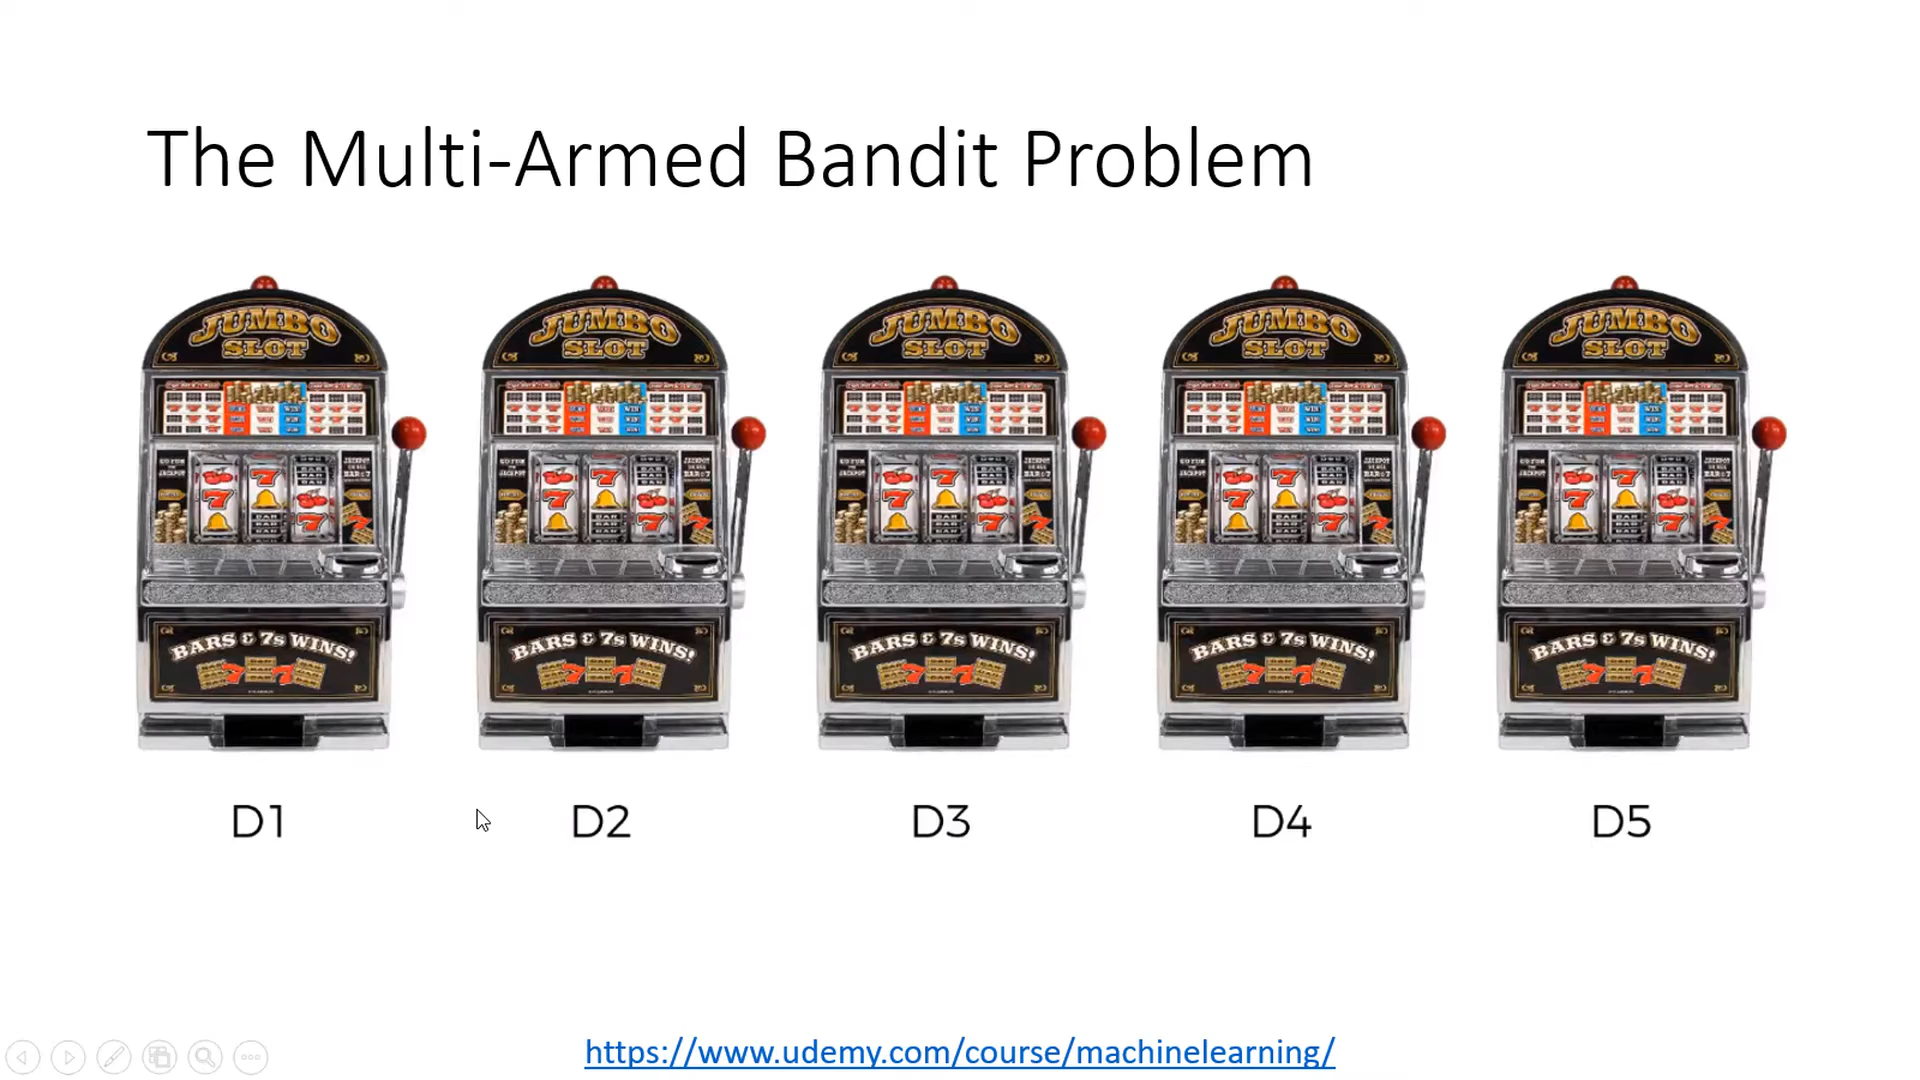 The Multi-Armed Bandit Problem
JUMBO JUMBO JUMBO JUMBO JUMBO
SLOT SLOT SLOT SLOT SLOT
BARS & 7s WINS! BARS & 7s WINS! BARS & 7s WINS! BARS & 7s WINS! BARS & 7s WINS!
D1 D2 D3 D4 D5
https://www.udemy.com/course/machinelearning/